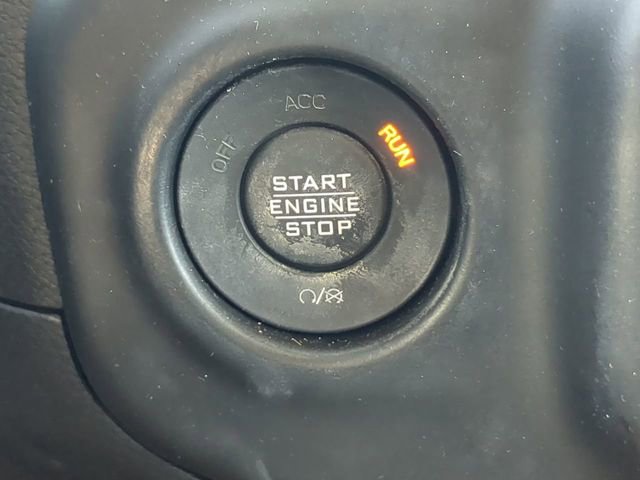 ACC
OFF
RUN
START
ENGINE
STOP